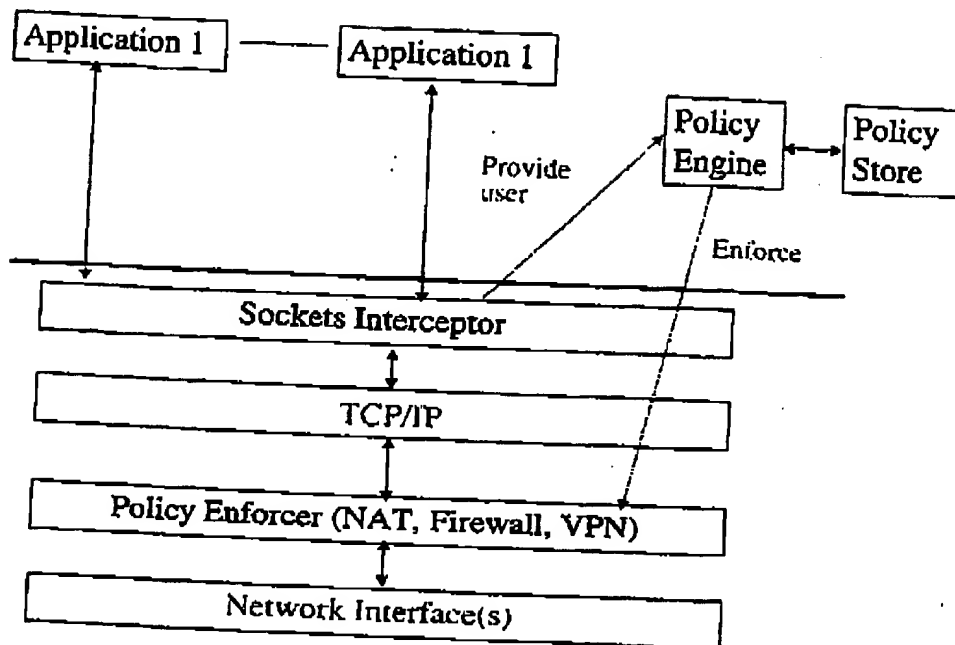 Application 1
Application 1
Policy
Engine
Policy
Store
Provide
user
Enforce
Sockets Interceptor
TCP/IP
Policy Enforcer (NAT, Firewall, VPN)
Network Interface(s)